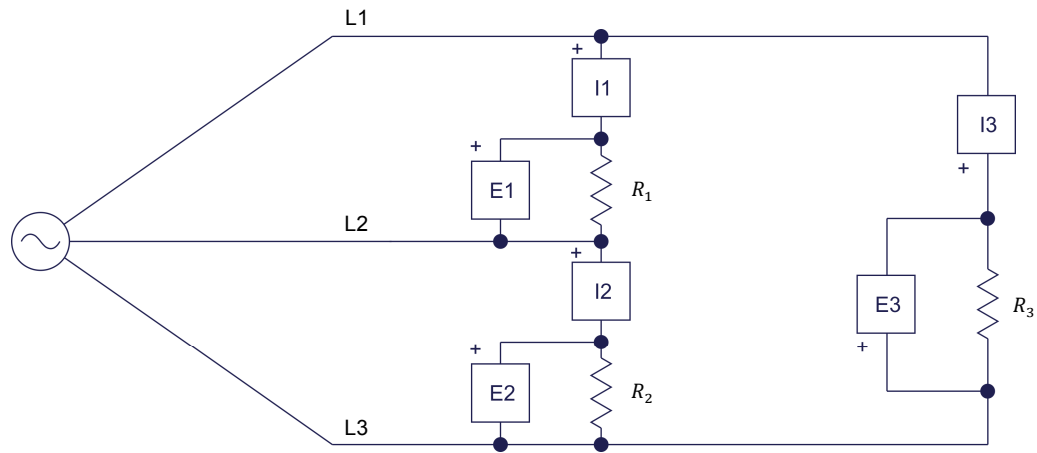 L1
+
I1
I3
+
+
E1
R₁
L2
+
I2
E3
R₃
+
+
E2
R₂
L3